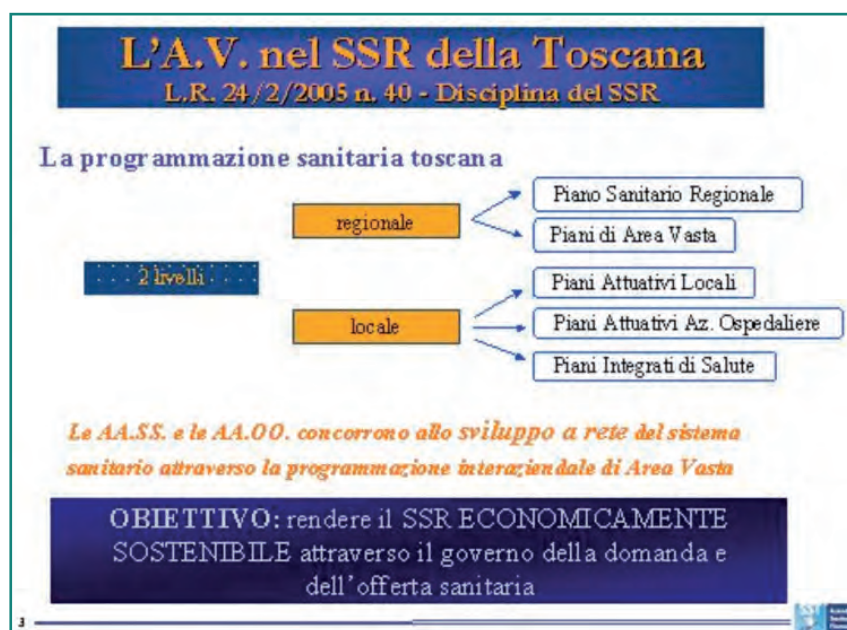 L'A.V. nel SSR della Toscana
L.R. 24/2/2005 n. 40 - Disciplina del SSR
La programmazione sanitaria toscana
2 livelli
regionale
Piano Sanitario Regionale
Piani di Area Vasta
locale
Piani Attuativi Locali
Piani Attuativi Az. Ospedaliere
Piani Integrati di Salute
Le AA.SS. e le AA.OO. concorrono allo sviluppo a rete del sistema
sanitario attraverso la programmazione interaziendale di Area Vasta
OBIETTIVO: rendere il SSR ECONOMICAMENTE
SOSTENIBILE attraverso il governo della domanda e
dell'offerta sanitaria
3